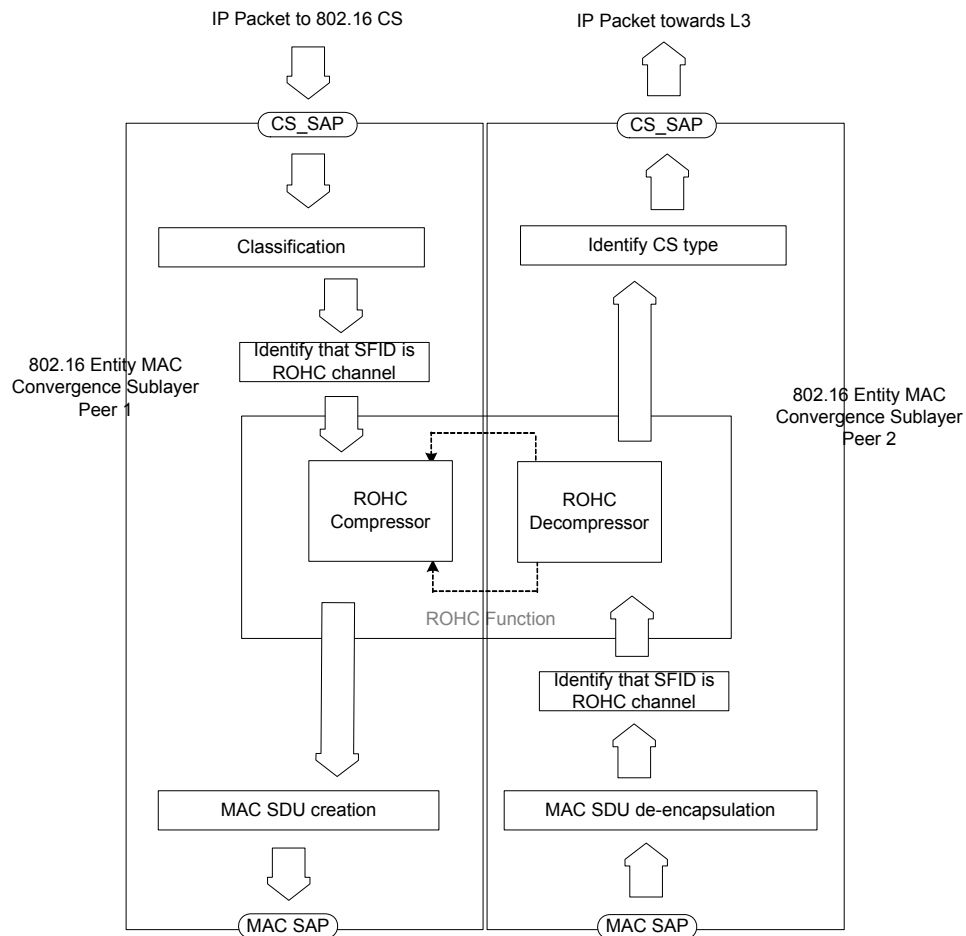 IP Packet to 802.16 CS
IP Packet towards L3
CS_SAP
CS_SAP
Classification
Identify CS type
Identify that SFID is
ROHC channel
802.16 Entity MAC
Convergence Sublayer
Peer 1
802.16 Entity MAC
Convergence Sublayer
Peer 2
ROHC
Compressor
ROHC
Decompressor
ROHC Function
Identify that SFID is
ROHC channel
MAC SDU creation
MAC SDU de-encapsulation
MAC SAP
MAC SAP